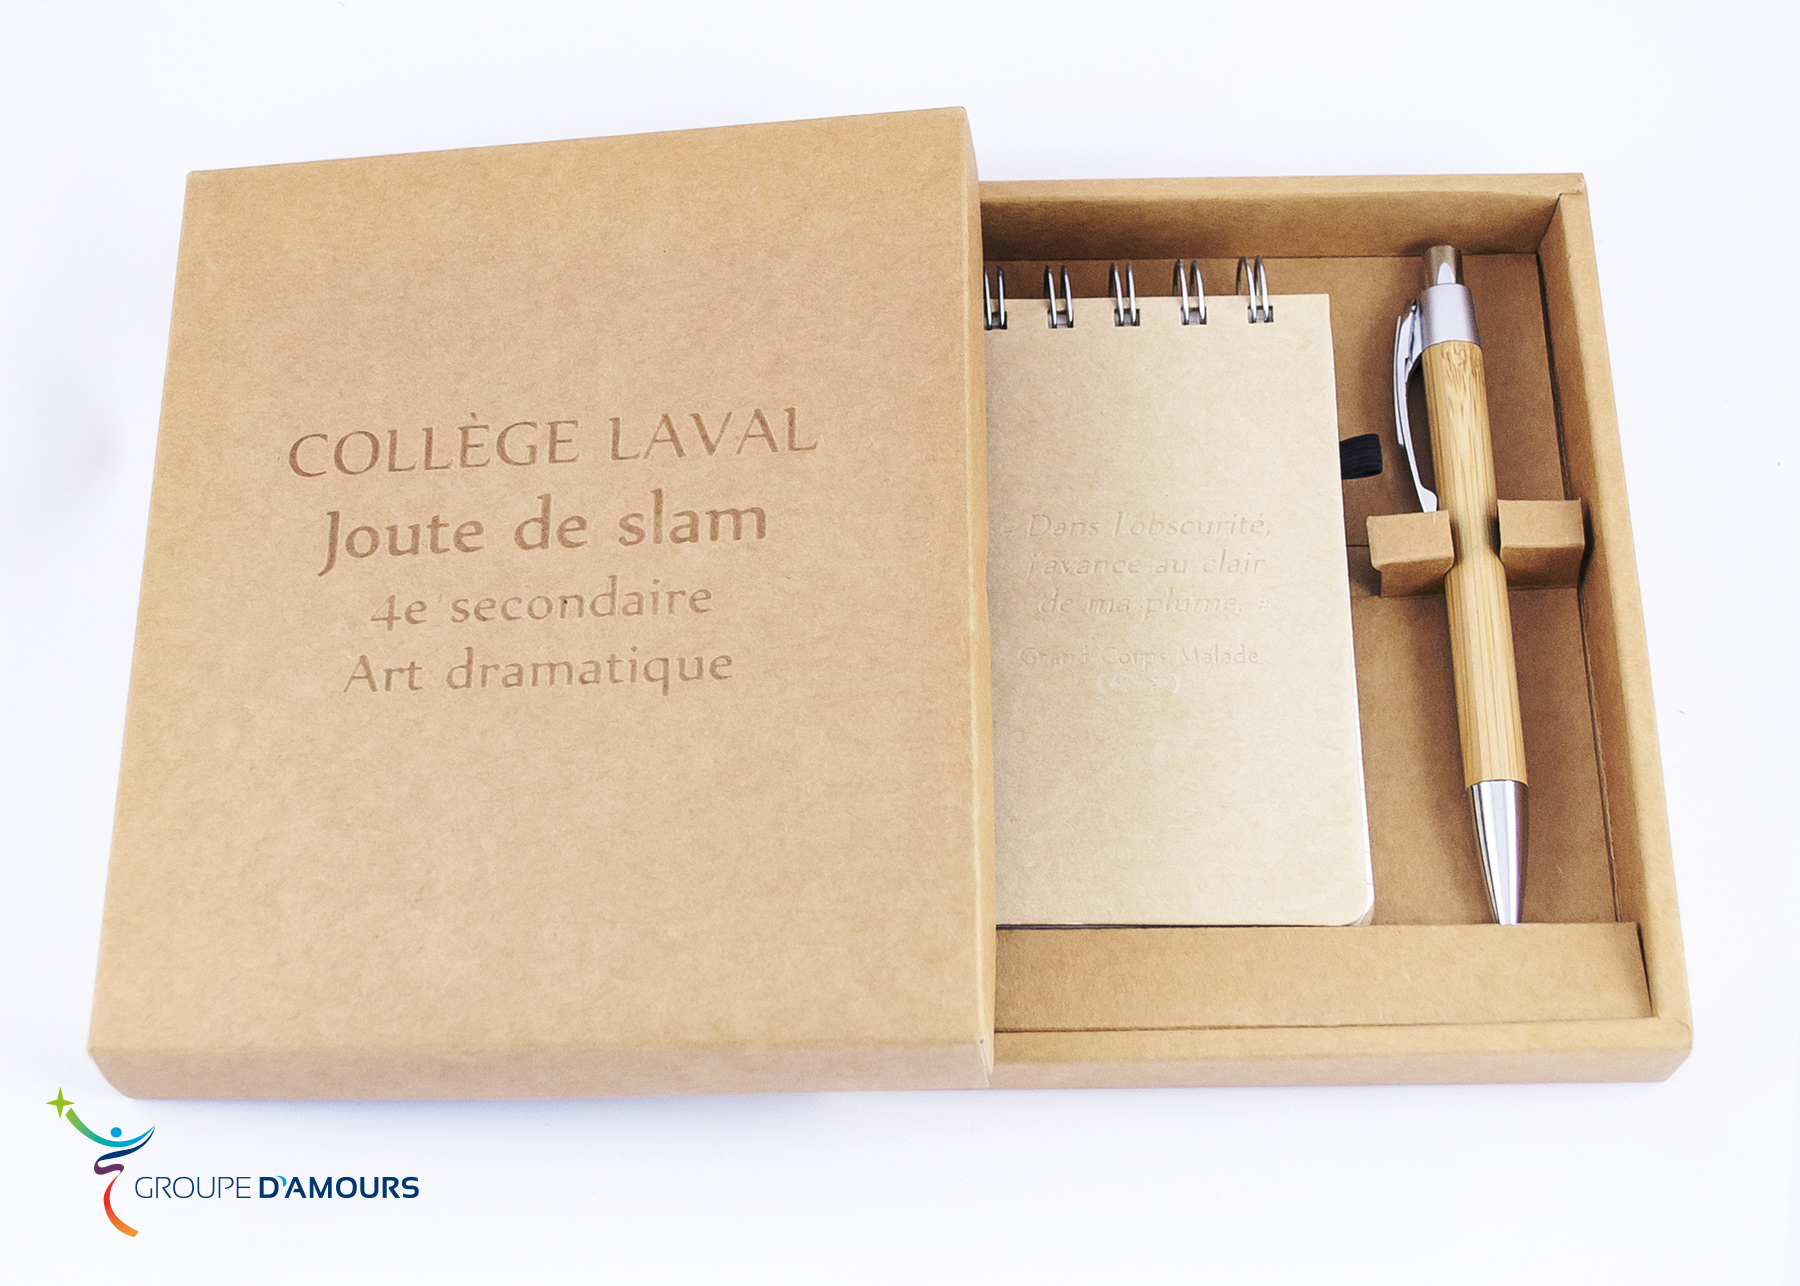 COLLÈGE LAVAL
Joute de slam
4e secondaire
Art dramatique
« Dans l'obscurité,
j'avance au clair
de ma plume. »
Grand Corps Malade
GROUPE D'AMOURS